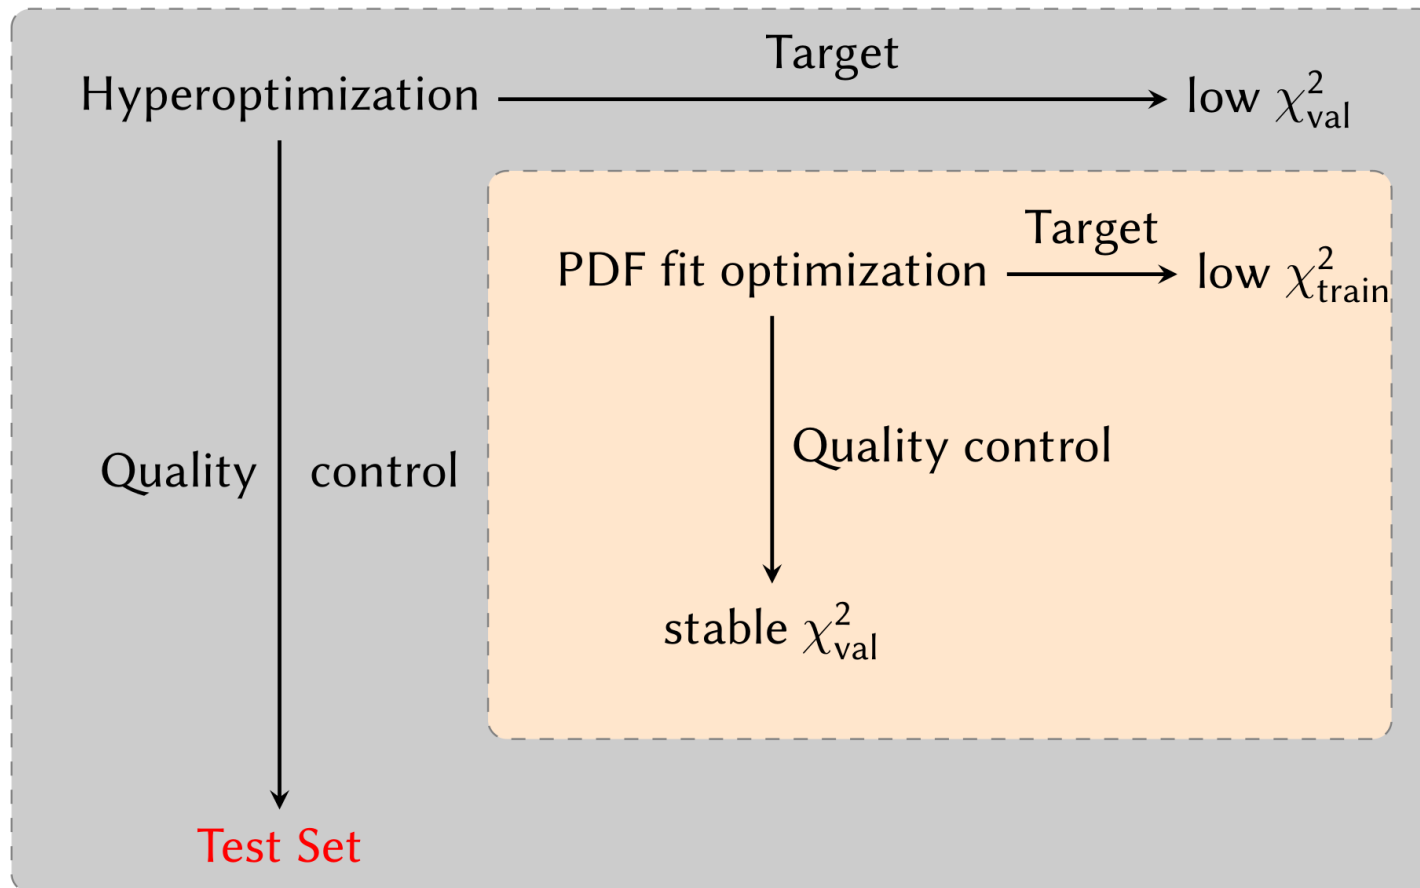 Target
Hyperoptimization
low χ²val
Target
PDF fit optimization
low χ²train
Quality control
Quality control
stable χ²val
Test Set